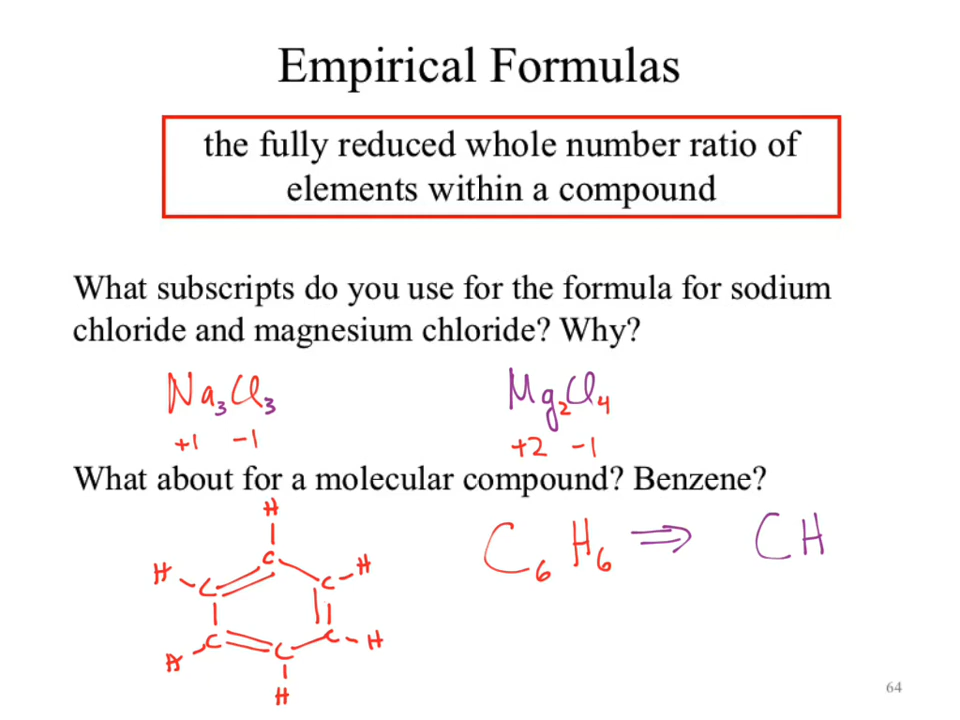 Empirical Formulas
the fully reduced whole number ratio of
elements within a compound
What subscripts do you use for the formula for sodium
chloride and magnesium chloride? Why?
Na₃Cl₃ Mg₂Cl₄
+1 -1 +2 -1
What about for a molecular compound? Benzene?
H
C₆H₆ ⇒ CH
C
H C C H
C C H
H C
H
64